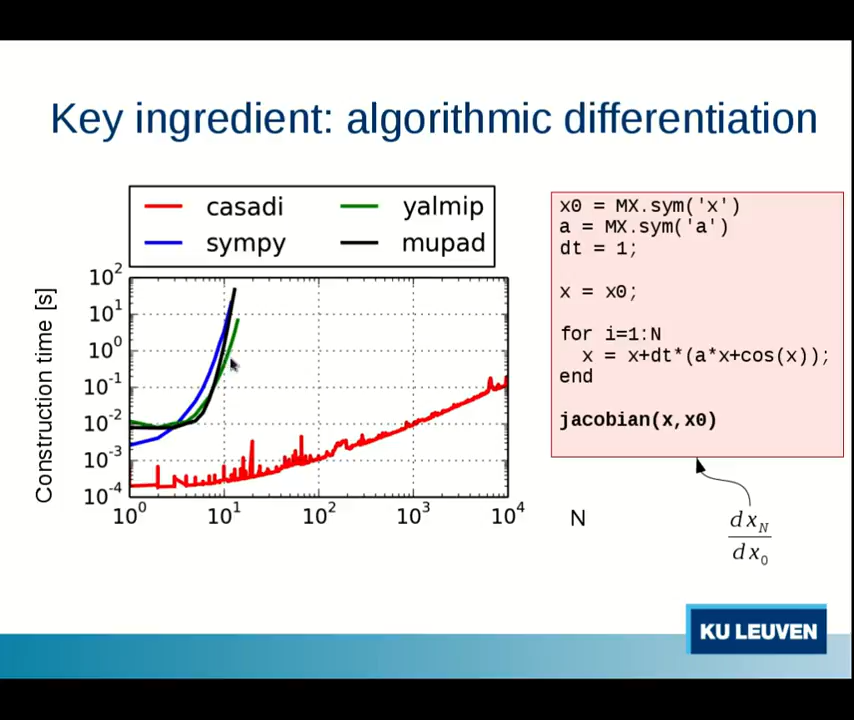 Key ingredient: algorithmic differentiation
casadi
yalmip
sympy
mupad
Construction time [s]
10^2
10^1
10^0
10^-1
10^-2
10^-3
10^-4
10^0
10^1
10^2
10^3
10^4
N
x0 = MX.sym('x')
a = MX.sym('a')
dt = 1;
x = x0;
for i=1:N
x = x+dt*(a*x+cos(x));
end
jacobian(x,x0)
dx_N
dx_0
KU LEUVEN